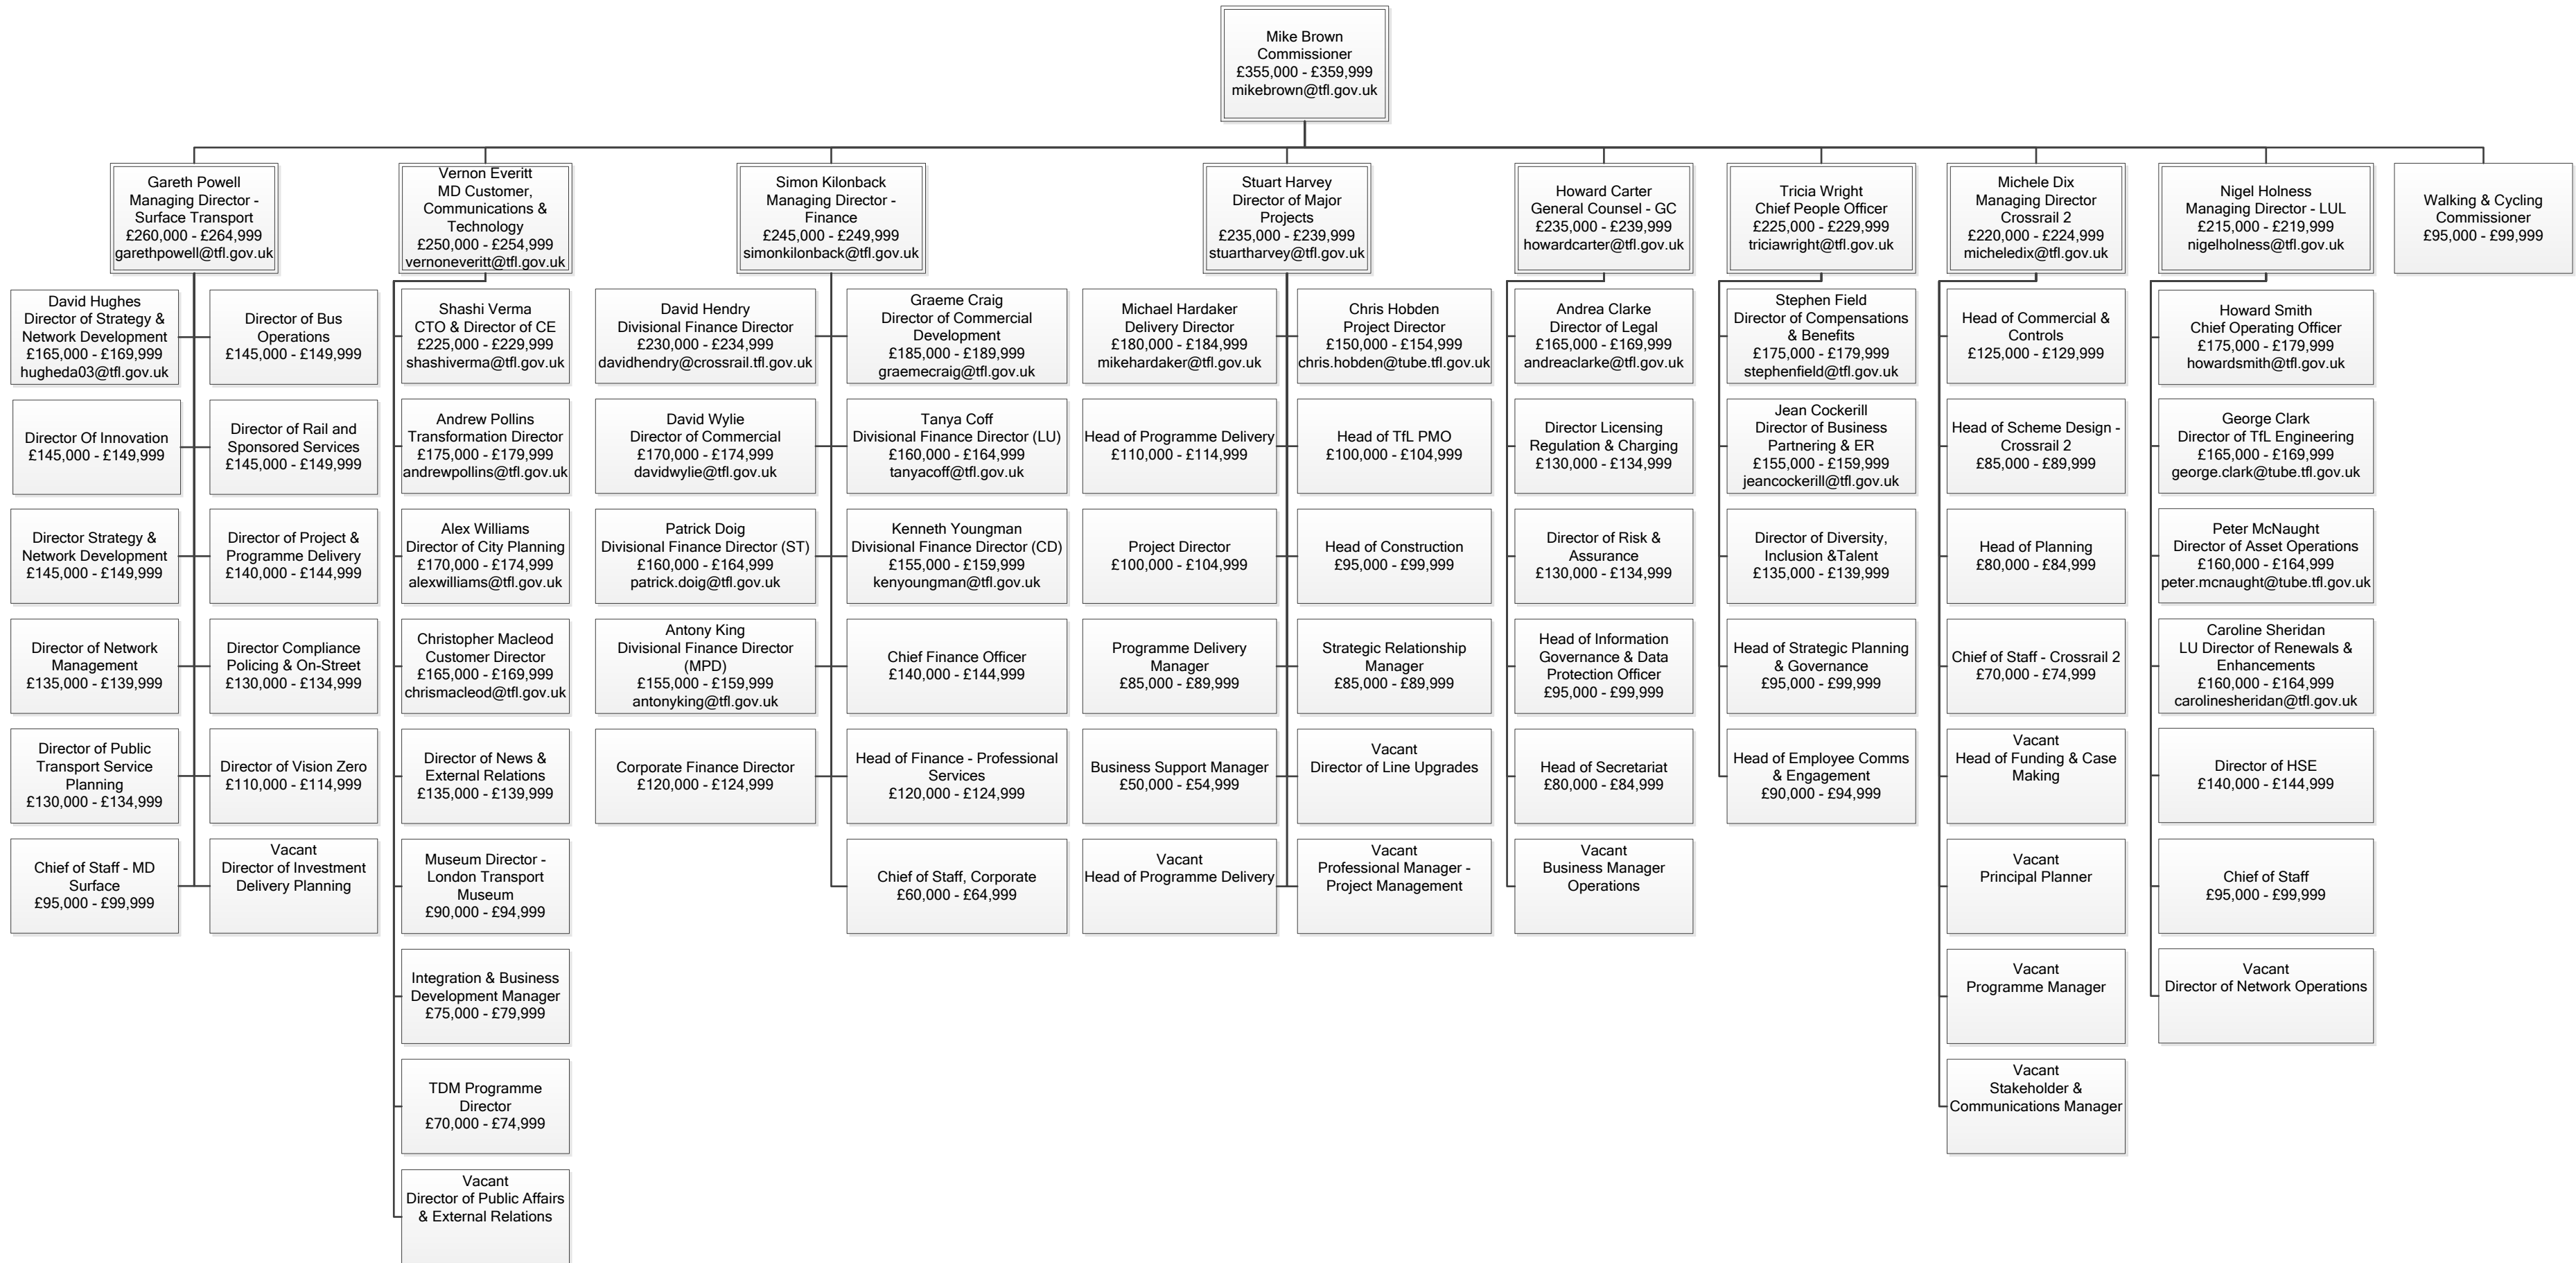 Mike Brown
Commissioner
£355,000 - £359,999
mikebrown@tfl.gov.uk
Gareth Powell
Managing Director -
Surface Transport
£260,000 - £264,999
garethpowell@tfl.gov.uk
Vernon Everitt
MD Customer,
Communications &
Technology
£250,000 - £254,999
vernoneveritt@tfl.gov.uk
Simon Kilonback
Managing Director -
Finance
£245,000 - £249,999
simonkilonback@tfl.gov.uk
Stuart Harvey
Director of Major
Projects
£235,000 - £239,999
stuartharvey@tfl.gov.uk
Howard Carter
General Counsel - GC
£235,000 - £239,999
howardcarter@tfl.gov.uk
Tricia Wright
Chief People Officer
£225,000 - £229,999
triciawright@tfl.gov.uk
Michele Dix
Managing Director
Crossrail 2
£220,000 - £224,999
micheledix@tfl.gov.uk
Nigel Holness
Managing Director - LUL
£215,000 - £219,999
nigelholness@tfl.gov.uk
Walking & Cycling
Commissioner
£95,000 - £99,999
David Hughes
Director of Strategy &
Network Development
£165,000 - £169,999
hugheda03@tfl.gov.uk
Director of Bus
Operations
£145,000 - £149,999
Director Of Innovation
£145,000 - £149,999
Director of Rail and
Sponsored Services
£145,000 - £149,999
Director Strategy &
Network Development
£145,000 - £149,999
Director of Project &
Programme Delivery
£140,000 - £144,999
Director of Network
Management
£135,000 - £139,999
Director Compliance
Policing & On-Street
£130,000 - £134,999
Director of Public
Transport Service
Planning
£130,000 - £134,999
Director of Vision Zero
£110,000 - £114,999
Chief of Staff - MD
Surface
£95,000 - £99,999
Vacant
Director of Investment
Delivery Planning
Shashi Verma
CTO & Director of CE
£225,000 - £229,999
shashiverma@tfl.gov.uk
Andrew Pollins
Transformation Director
£175,000 - £179,999
andrewpollins@tfl.gov.uk
Alex Williams
Director of City Planning
£170,000 - £174,999
alexwilliams@tfl.gov.uk
Christopher Macleod
Customer Director
£165,000 - £169,999
chrismacleod@tfl.gov.uk
Director of News &
External Relations
£135,000 - £139,999
Museum Director -
London Transport
Museum
£90,000 - £94,999
Integration & Business
Development Manager
£75,000 - £79,999
TDM Programme
Director
£70,000 - £74,999
Vacant
Director of Public Affairs
& External Relations
David Hendry
Divisional Finance Director
£230,000 - £234,999
davidhendry@crossrail.tfl.gov.uk
Graeme Craig
Director of Commercial
Development
£185,000 - £189,999
graemecraig@tfl.gov.uk
David Wylie
Director of Commercial
£170,000 - £174,999
davidwylie@tfl.gov.uk
Tanya Coff
Divisional Finance Director (LU)
£160,000 - £164,999
tanyacoff@tfl.gov.uk
Patrick Doig
Divisional Finance Director (ST)
£160,000 - £164,999
patrick.doig@tfl.gov.uk
Kenneth Youngman
Divisional Finance Director (CD)
£155,000 - £159,999
kenyoungman@tfl.gov.uk
Antony King
Divisional Finance Director
(MPD)
£155,000 - £159,999
antonyking@tfl.gov.uk
Chief Finance Officer
£140,000 - £144,999
Corporate Finance Director
£120,000 - £124,999
Head of Finance - Professional
Services
£120,000 - £124,999
Chief of Staff, Corporate
£60,000 - £64,999
Michael Hardaker
Delivery Director
£180,000 - £184,999
mikehardaker@tfl.gov.uk
Chris Hobden
Project Director
£150,000 - £154,999
chris.hobden@tube.tfl.gov.uk
Head of Programme Delivery
£110,000 - £114,999
Head of TfL PMO
£100,000 - £104,999
Project Director
£100,000 - £104,999
Head of Construction
£95,000 - £99,999
Programme Delivery
Manager
£85,000 - £89,999
Strategic Relationship
Manager
£85,000 - £89,999
Business Support Manager
£50,000 - £54,999
Vacant
Director of Line Upgrades
Vacant
Head of Programme Delivery
Vacant
Professional Manager -
Project Management
Andrea Clarke
Director of Legal
£165,000 - £169,999
andreaclarke@tfl.gov.uk
Director Licensing
Regulation & Charging
£130,000 - £134,999
Director of Risk &
Assurance
£130,000 - £134,999
Head of Information
Governance & Data
Protection Officer
£95,000 - £99,999
Head of Secretariat
£80,000 - £84,999
Vacant
Business Manager
Operations
Stephen Field
Director of Compensations
& Benefits
£175,000 - £179,999
stephenfield@tfl.gov.uk
Jean Cockerill
Director of Business
Partnering & ER
£155,000 - £159,999
jeancockerill@tfl.gov.uk
Director of Diversity,
Inclusion &Talent
£135,000 - £139,999
Head of Strategic Planning
& Governance
£95,000 - £99,999
Head of Employee Comms
& Engagement
£90,000 - £94,999
Head of Commercial &
Controls
£125,000 - £129,999
Head of Scheme Design -
Crossrail 2
£85,000 - £89,999
Head of Planning
£80,000 - £84,999
Chief of Staff - Crossrail 2
£70,000 - £74,999
Vacant
Head of Funding & Case
Making
Vacant
Principal Planner
Vacant
Programme Manager
Vacant
Stakeholder &
Communications Manager
Howard Smith
Chief Operating Officer
£175,000 - £179,999
howardsmith@tfl.gov.uk
George Clark
Director of TfL Engineering
£165,000 - £169,999
george.clark@tube.tfl.gov.uk
Peter McNaught
Director of Asset Operations
£160,000 - £164,999
peter.mcnaught@tube.tfl.gov.uk
Caroline Sheridan
LU Director of Renewals &
Enhancements
£160,000 - £164,999
carolinesheridan@tfl.gov.uk
Director of HSE
£140,000 - £144,999
Chief of Staff
£95,000 - £99,999
Vacant
Director of Network Operations